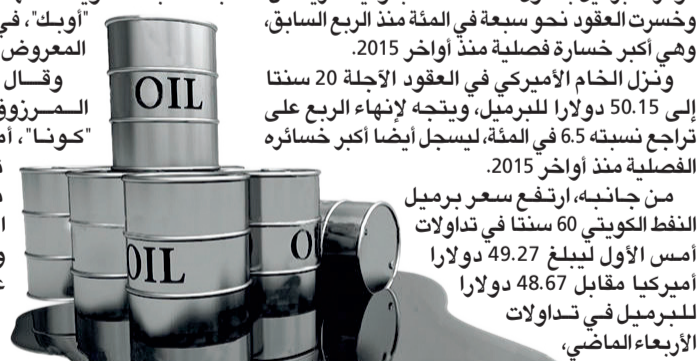 وخسرت العقود نحو سبعة في المئة منذ الربع السابق،
وهي أكبر خسارة فصلية منذ أواخر 2015.
ونزل الخام الأميركي في العقود الآجلة 20 سنتا
إلى 50.15 دولارا للبرميل، ويتجه لإنهاء الربع على
تراجع نسبته 6.5 في المئة، ليسجل أيضا أكبر خسائره
الفصلية منذ أواخر 2015.
من جانبه، ارتفع سعر برميل
النفط الكويتي 60 سنتا في تداولات
أمس الأول ليبلغ 49.27 دولارا
أميركيا مقابل 48.67 دولارا
للبرميل في تداولات
الأربعاء الماضي،
OIL
OIL
"أوبك"، في
المعروض
وقال
"كونا"، أم